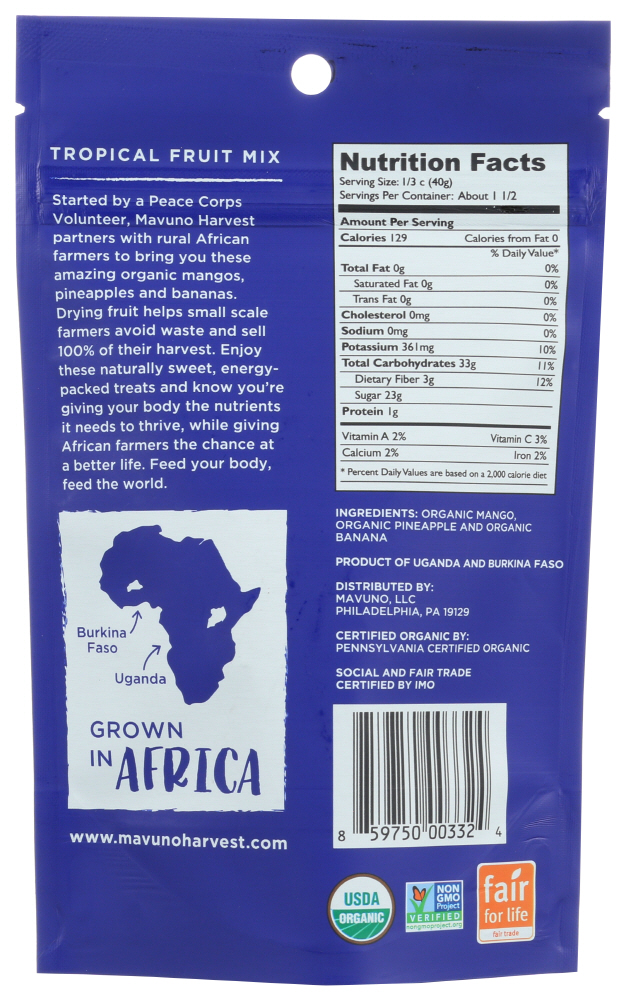 TROPICAL FRUIT MIX
Started by a Peace Corps
Volunteer, Mavuno Harvest
partners with rural African
farmers to bring you these
amazing organic mangos,
pineapples and bananas.
Drying fruit helps small scale
farmers avoid waste and sell
100% of their harvest. Enjoy
these naturally sweet, energy-
packed treats and know you're
giving your body the nutrients
it needs to thrive, while giving
African farmers the chance at
a better life. Feed your body,
feed the world.
Burkina
Faso
Uganda
GROWN
IN AFRICA
www.mavunoharvest.com
Nutrition Facts
Serving Size: 1/3 c (40g)
Servings Per Container: About 1 1/2
Amount Per Serving
Calories 129 Calories from Fat 0
% Daily Value*
Total Fat 0g 0%
Saturated Fat 0g 0%
Trans Fat 0g 0%
Cholesterol 0mg 0%
Sodium 0mg 0%
Potassium 361mg 10%
Total Carbohydrates 33g 11%
Dietary Fiber 3g 12%
Sugar 23g
Protein 1g
Vitamin A 2% Vitamin C 3%
Calcium 2% Iron 2%
* Percent Daily Values are based on a 2,000 calorie diet
INGREDIENTS: ORGANIC MANGO,
ORGANIC PINEAPPLE AND ORGANIC
BANANA
PRODUCT OF UGANDA AND BURKINA FASO
DISTRIBUTED BY:
MAVUNO, LLC
PHILADELPHIA, PA 19129
CERTIFIED ORGANIC BY:
PENNSYLVANIA CERTIFIED ORGANIC
SOCIAL AND FAIR TRADE
CERTIFIED BY IMO
8 59750 00332 4
USDA
ORGANIC
NON
GMO
Project
VERIFIED
nongmoproject.org
fair
for life
fair trade